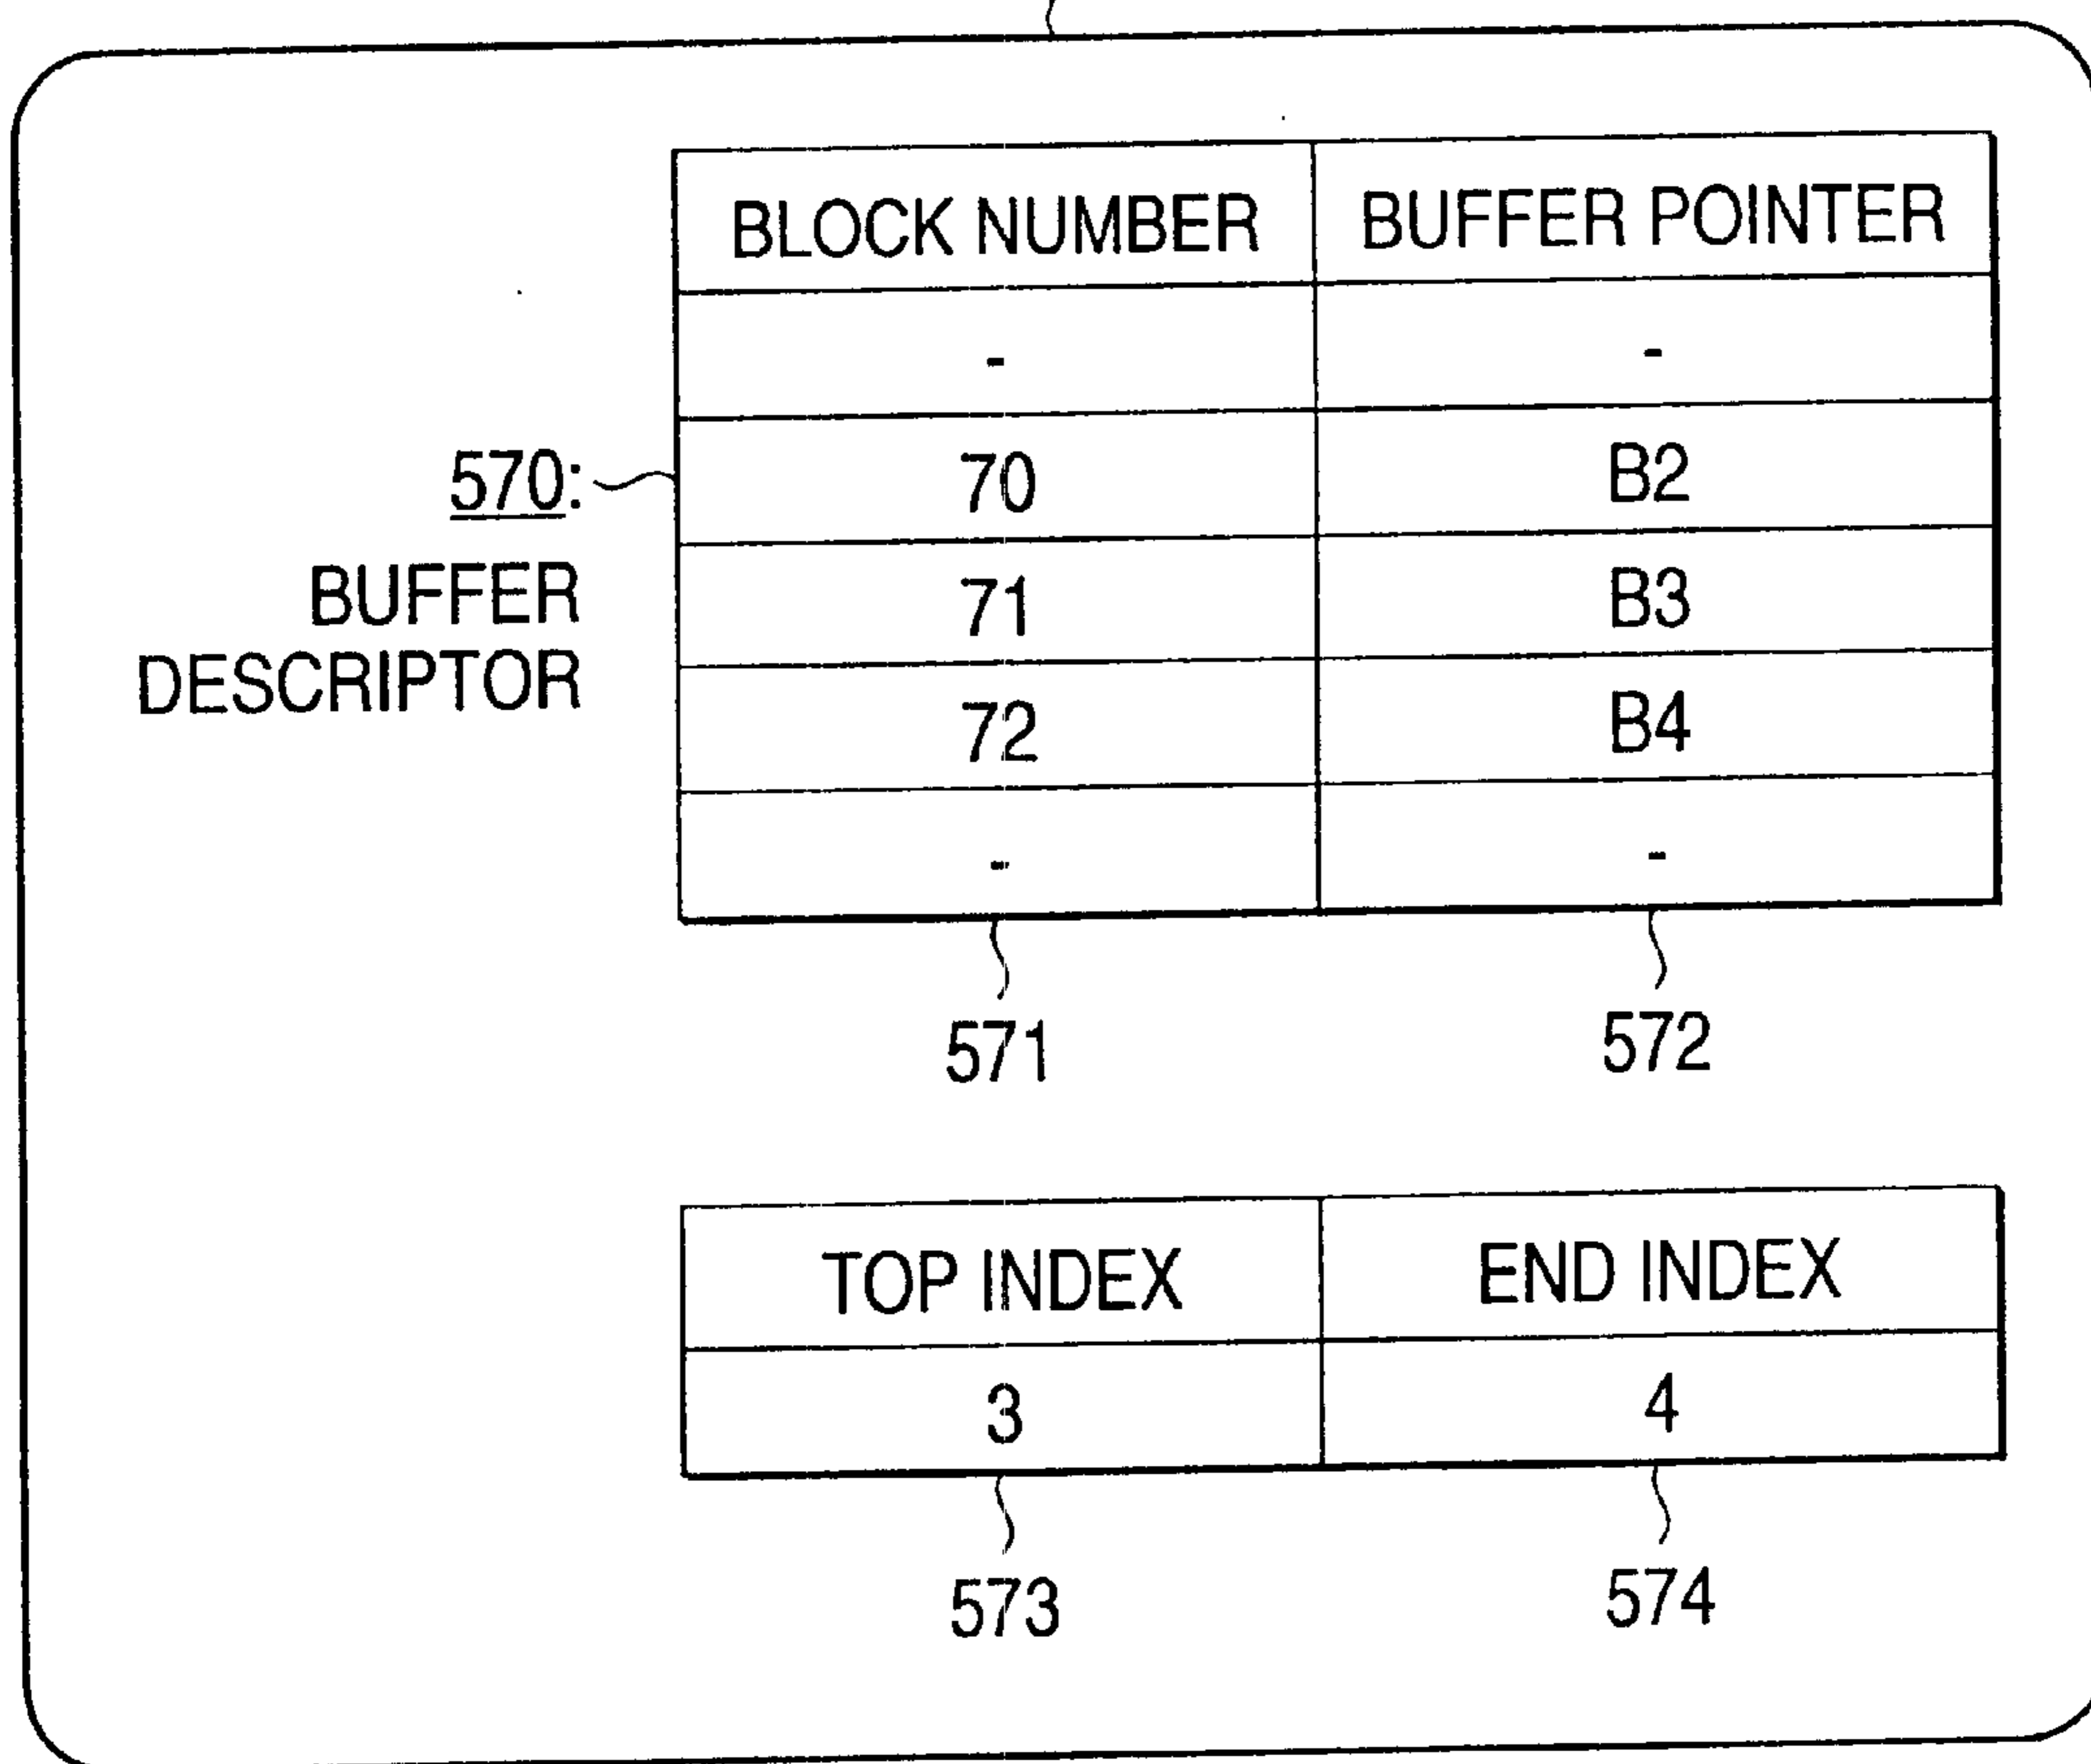 BLOCK NUMBER BUFFER POINTER
- -
570: 70 B2
BUFFER 71 B3
DESCRIPTOR 72 B4
- -
571 572
TOP INDEX END INDEX
3 4
573 574